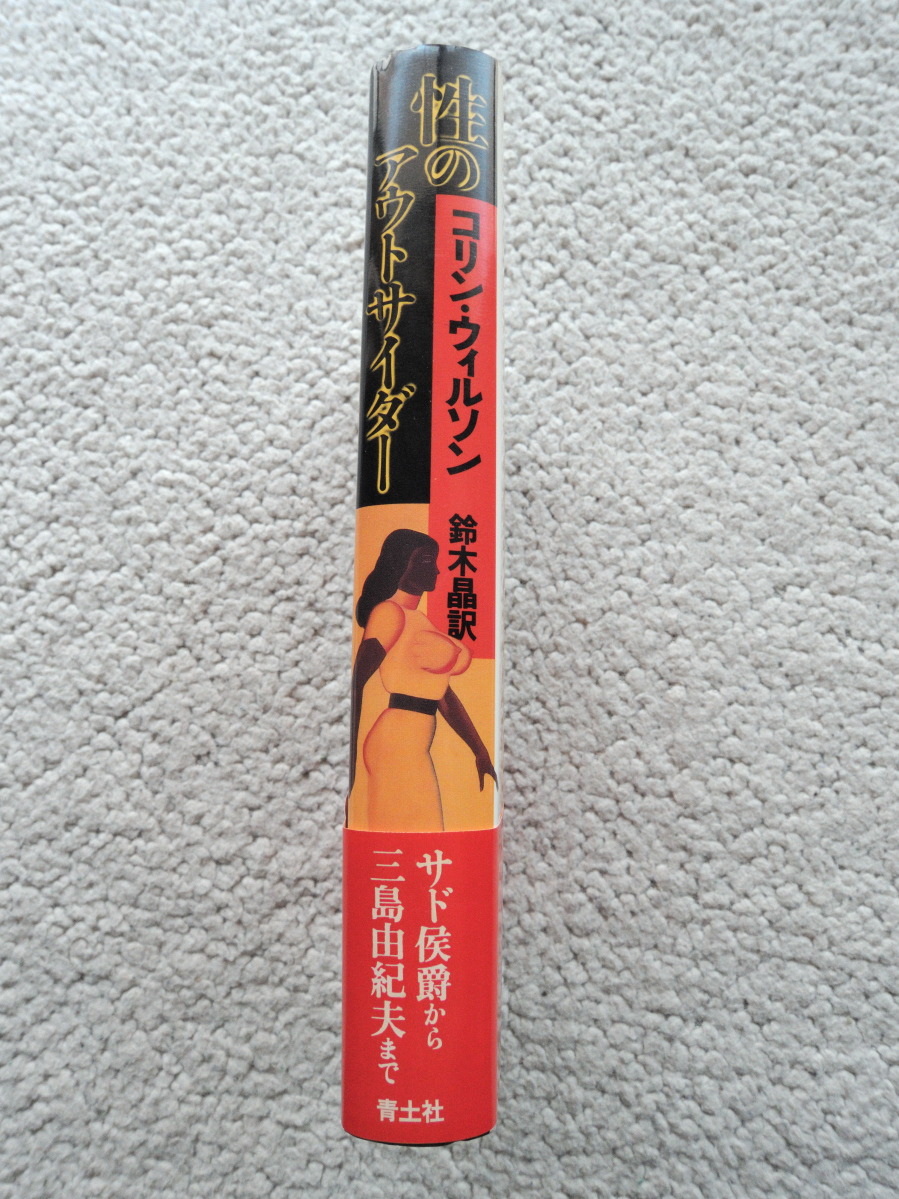 性の
アウトサイダー
コリン・ウィルソン
鈴木晶訳
サド侯爵から
三島由紀夫まで
青土社